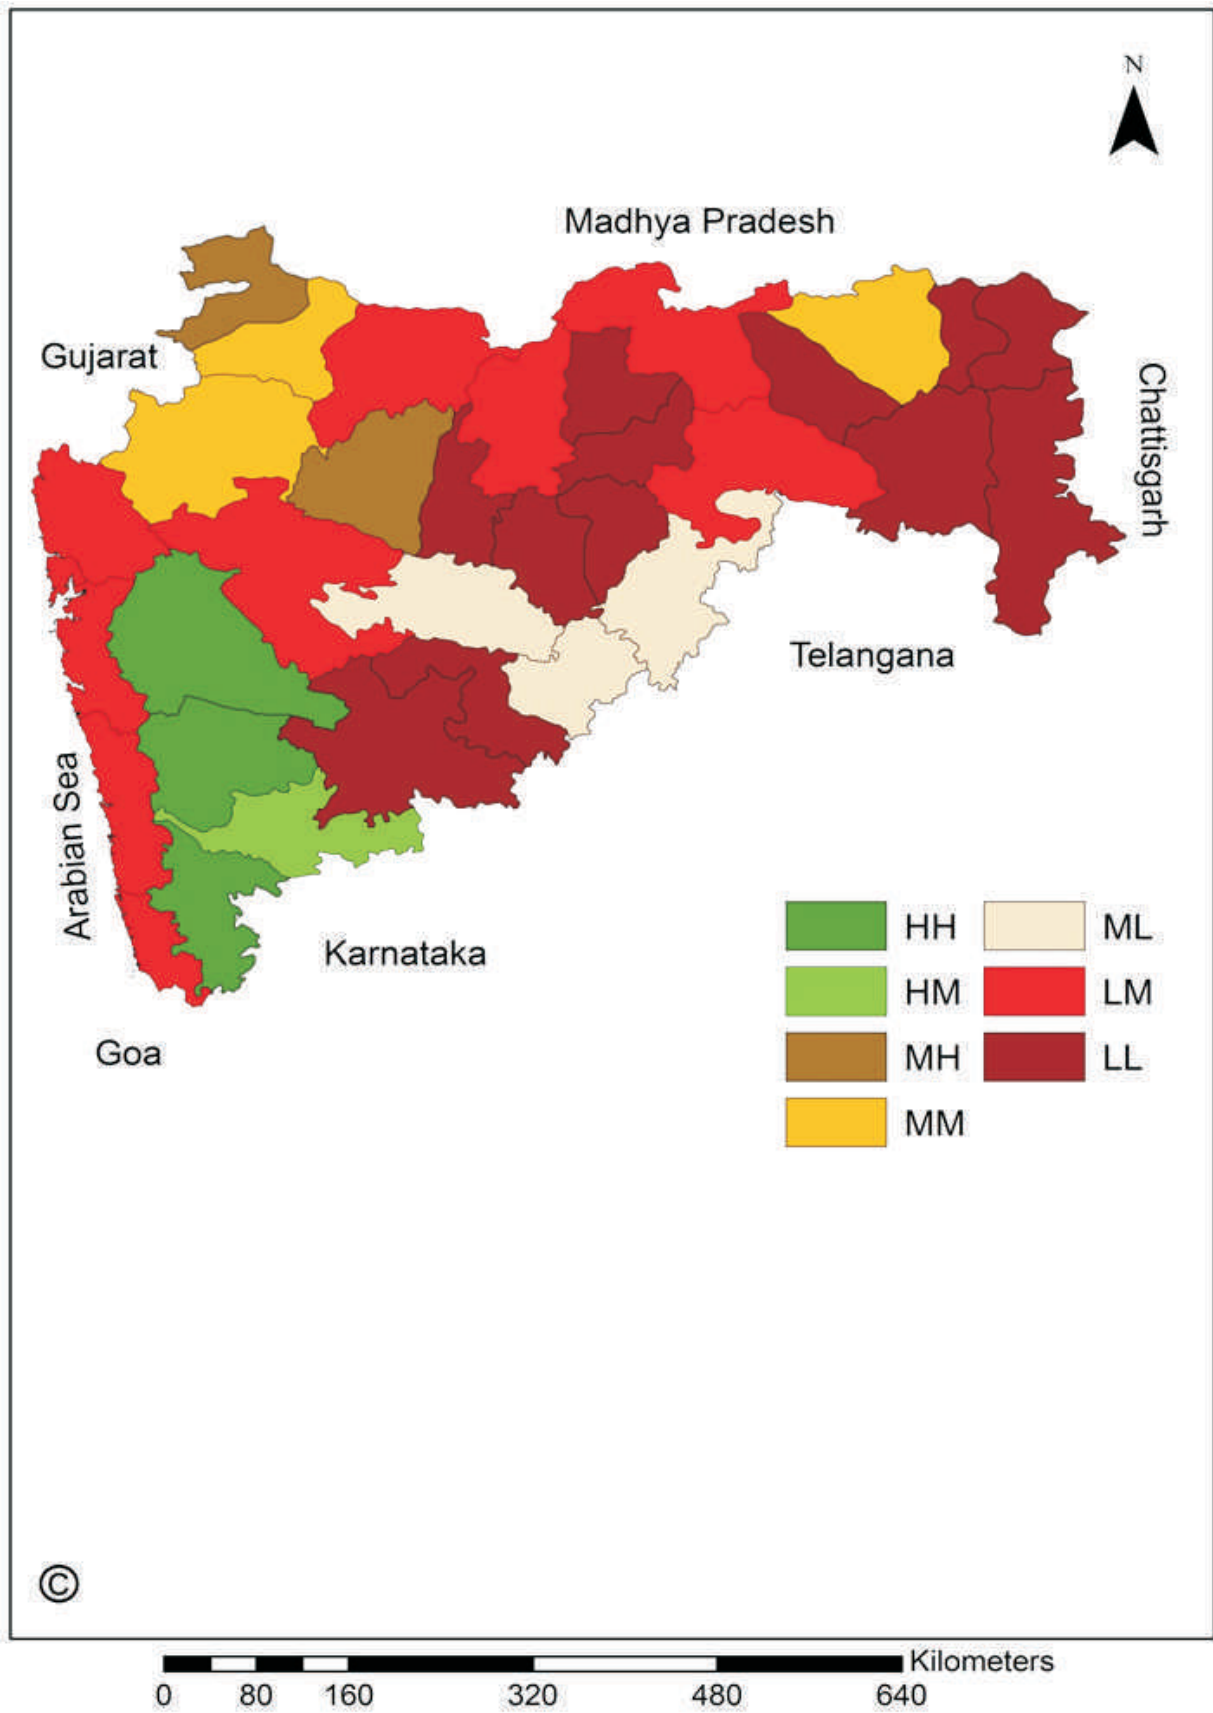 N
Madhya Pradesh
Gujarat
Chattisgarh
Telangana
Arabian Sea
Karnataka
Goa
HH
ML
HM
LM
MH
LL
MM
©
Kilometers
0 80 160 320 480 640